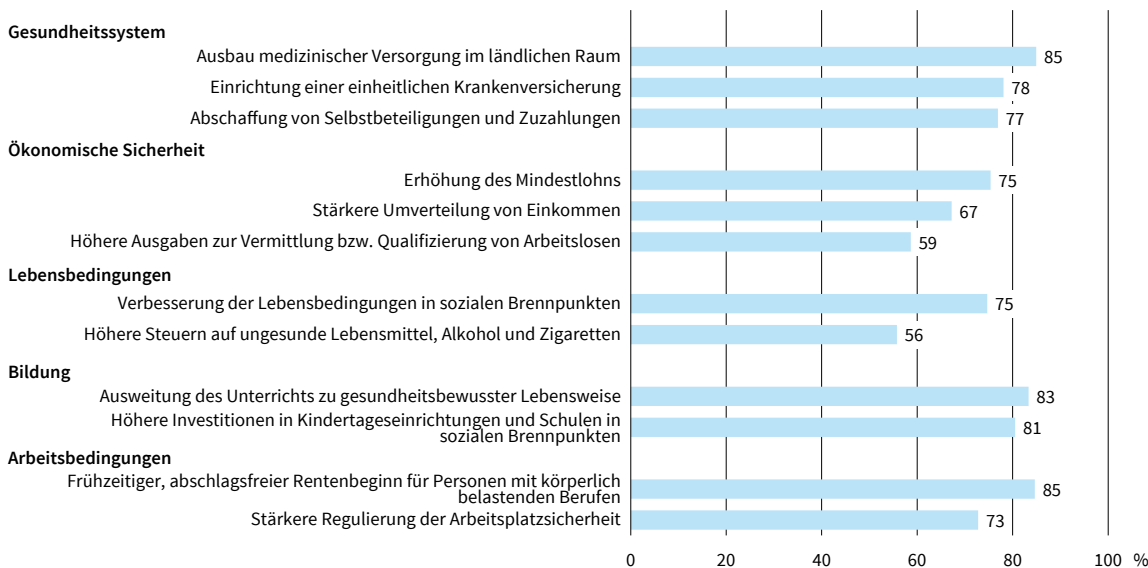 Gesundheitssystem
Ausbau medizinischer Versorgung im ländlichen Raum 85
Einrichtung einer einheitlichen Krankenversicherung 78
Abschaffung von Selbstbeteiligungen und Zuzahlungen 77
Ökonomische Sicherheit
Erhöhung des Mindestlohns 75
Stärkere Umverteilung von Einkommen 67
Höhere Ausgaben zur Vermittlung bzw. Qualifizierung von Arbeitslosen 59
Lebensbedingungen
Verbesserung der Lebensbedingungen in sozialen Brennpunkten 75
Höhere Steuern auf ungesunde Lebensmittel, Alkohol und Zigaretten 56
Bildung
Ausweitung des Unterrichts zu gesundheitsbewusster Lebensweise 83
Höhere Investitionen in Kindertageseinrichtungen und Schulen in
sozialen Brennpunkten 81
Arbeitsbedingungen
Frühzeitiger, abschlagsfreier Rentenbeginn für Personen mit körperlich
belastenden Berufen 85
Stärkere Regulierung der Arbeitsplatzsicherheit 73
0 20 40 60 80 100 %